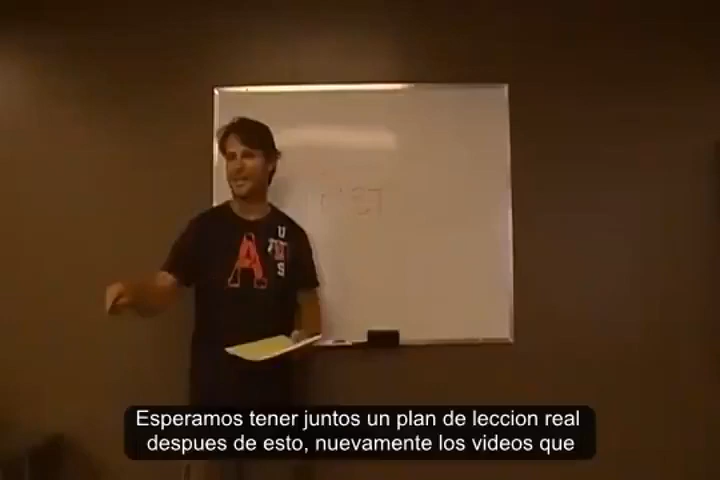 A
U
S
Esperamos tener juntos un plan de leccion real
despues de esto, nuevamente los videos que